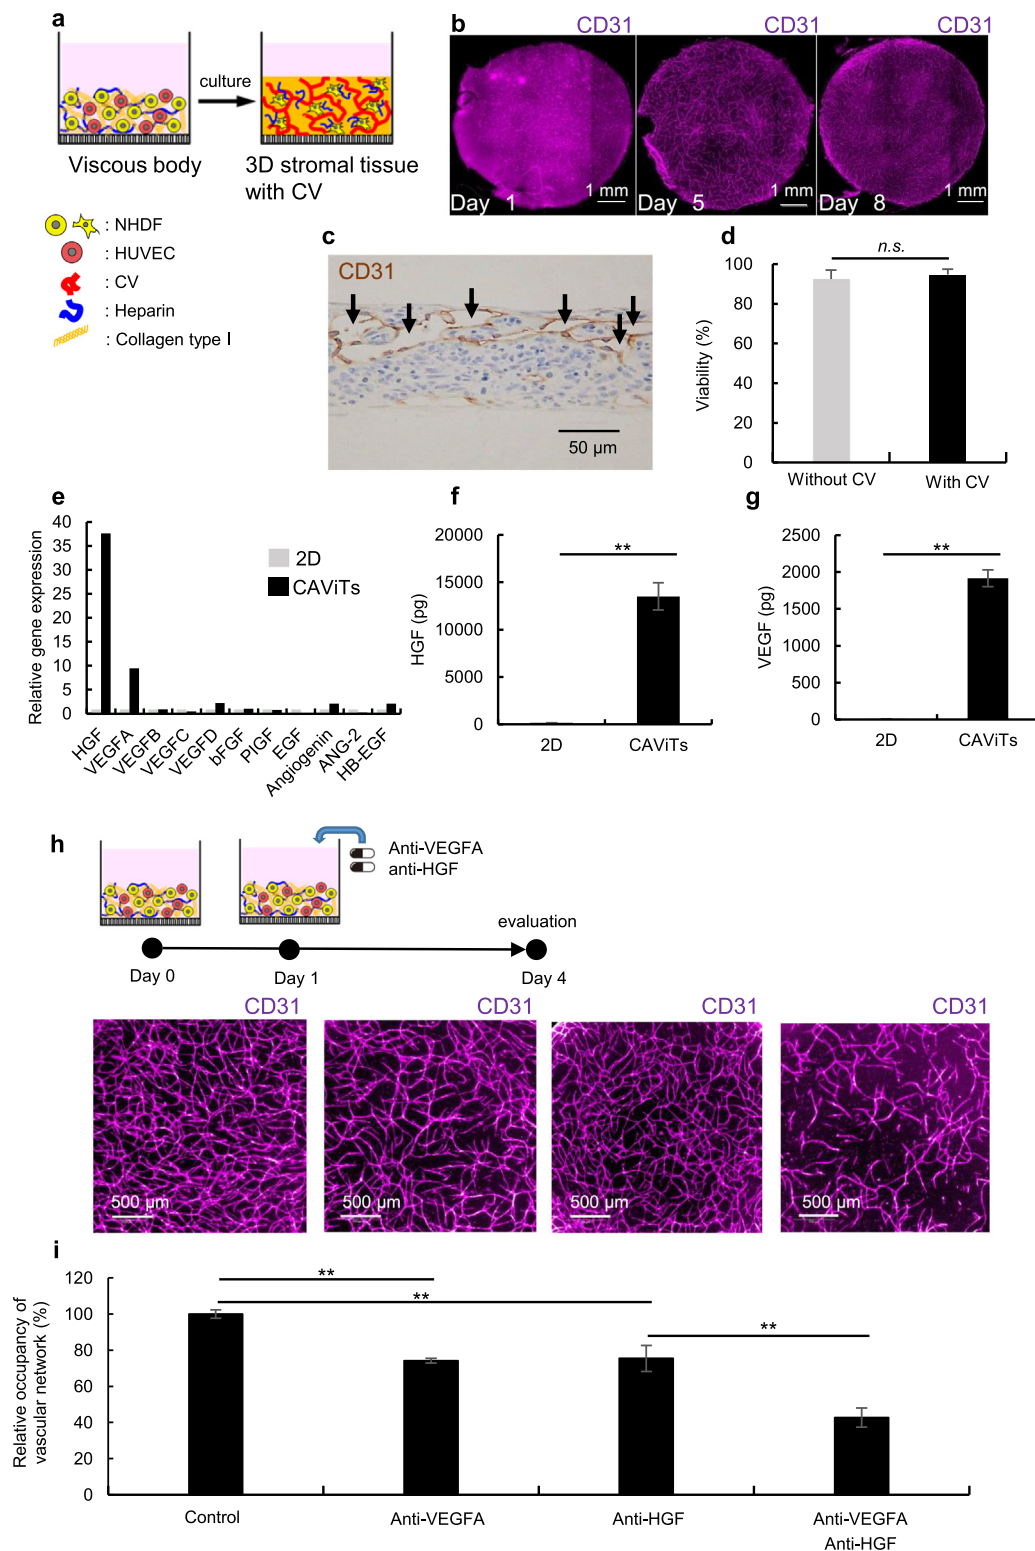 a
culture
Viscous body
3D stromal tissue
with CV
: NHDF
: HUVEC
: CV
: Heparin
: Collagen type I
b
CD31
CD31
CD31
Day 1
1 mm
Day 5
1 mm
Day 8
1 mm
c
CD31
50 µm
d
n.s.
Viability (%)
100
80
60
40
20
0
Without CV
With CV
e
Relative gene expression
40
35
30
25
20
15
10
5
0
2D
CAViTs
HGF
VEGFA
VEGFB
VEGFC
VEGFD
bFGF
PlGF
EGF
Angiogenin
ANG-2
HB-EGF
f
HGF (pg)
20000
15000
10000
5000
0
**
2D
CAViTs
g
VEGF (pg)
2500
2000
1500
1000
500
0
**
2D
CAViTs
h
Anti-VEGFA
anti-HGF
evaluation
Day 0
Day 1
Day 4
CD31
CD31
CD31
CD31
500 µm
500 µm
500 µm
500 µm
i
Relative occupancy of
vascular network (%)
120
100
80
60
40
20
0
**
**
**
Control
Anti-VEGFA
Anti-HGF
Anti-VEGFA
Anti-HGF